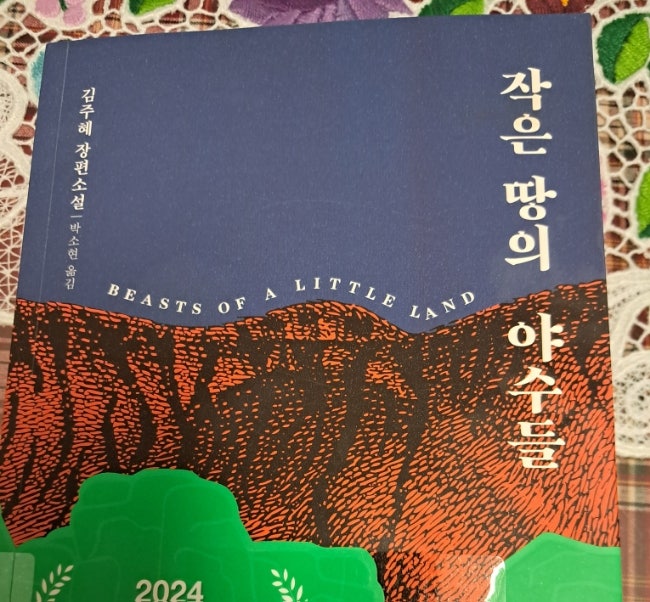 작은 땅의 야수들
김주혜 장편소설 | 박소현 옮김
BEASTS OF A LITTLE LAND
2024